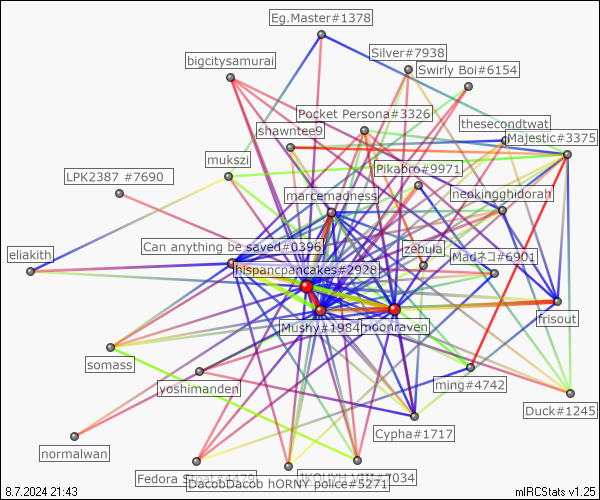 Eg.Master#1378
Silver#7938
bigcitysamurai
Swirly Boi#6154
Pocket Persona#3326
thesecondtwat
shawntee9
Majestic#3375
mukszi
Pikabro#9971
LPK2387 #7690
marcemadness
neokingghidorah
Can anything be saved#0396
zebula
eliakith
Madネコ#6901
hispancpancakes#2928
Mushy#1984
noonraven
frisout
somass
yoshimanden
ming#4742
Duck#1245
Cypha#1717
normalwan
Fedora
DacobDacob hORNY police#5271
#7034
8.7.2024 21:43
mIRCStats v1.25